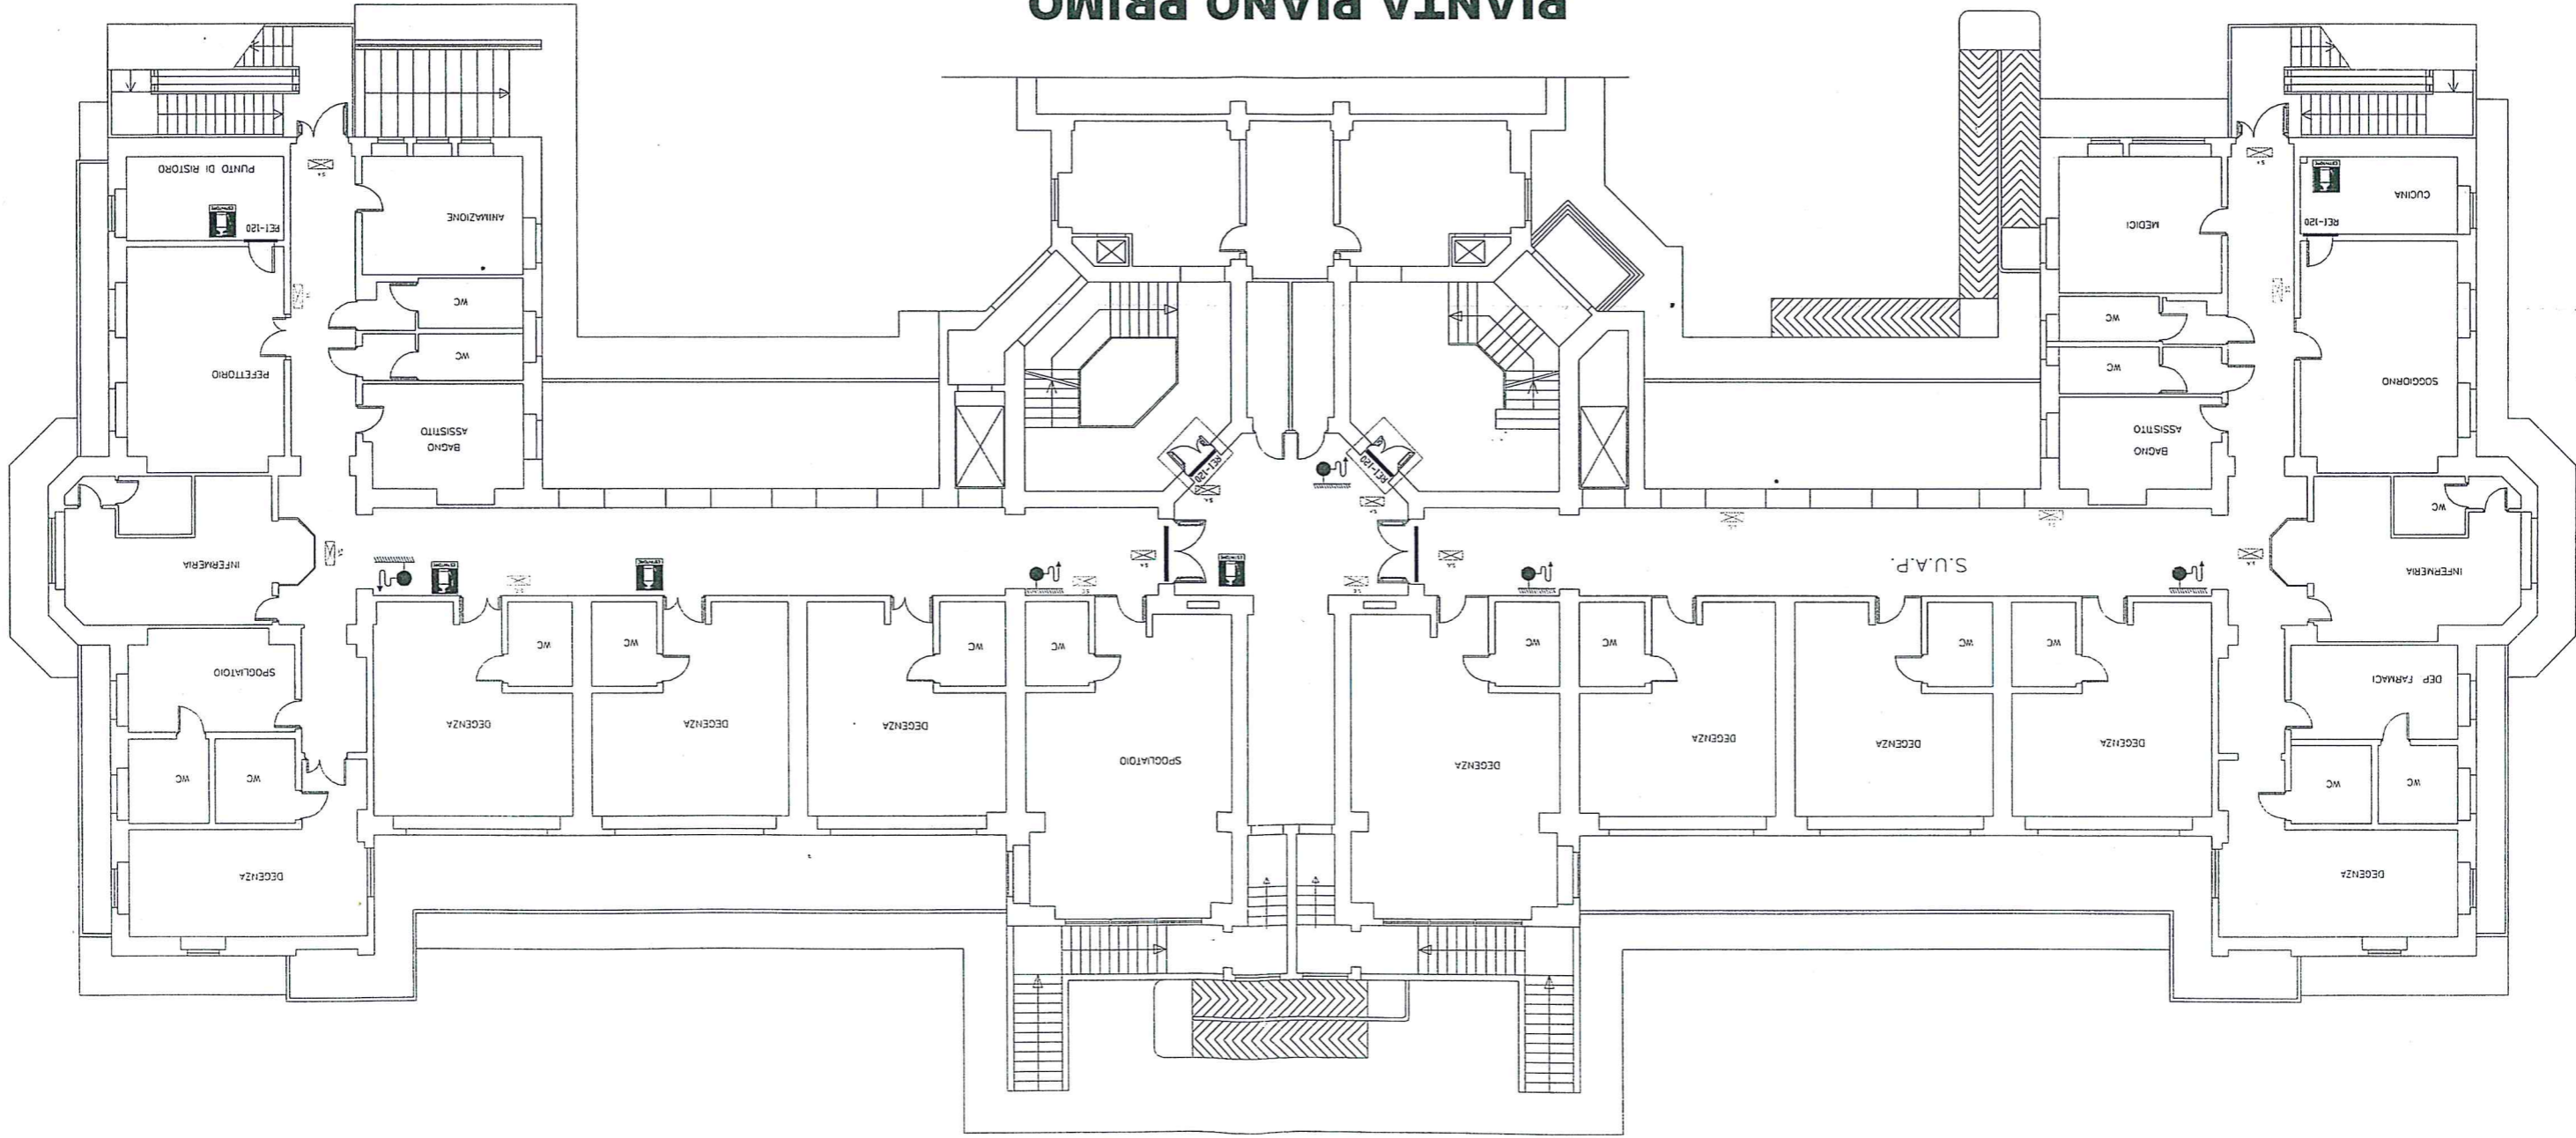 DEGENZA
DEGENZA
WC
WC
DEGENZA
DEGENZA
DEGENZA
DEGENZA
SPOGLIATOIO
DEGENZA
DEGENZA
DEGENZA
WC
WC
DEP FARMACI
WC
WC
WC
WC
WC
WC
WC
WC
SPOGLIATOIO
INFERMERIA
S.U.A.P.
INFERMERIA
WC
REI-120
REI-120
BAGNO
ASSISTITO
BAGNO
ASSISTITO
SOGGIORNO
WC
WC
REFETTORIO
WC
WC
REI-120
MEDICI
ANIMAZIONE
REI-120
CUCINA
PUNTO DI RISTORO
PIANTA PIANO PRIMO